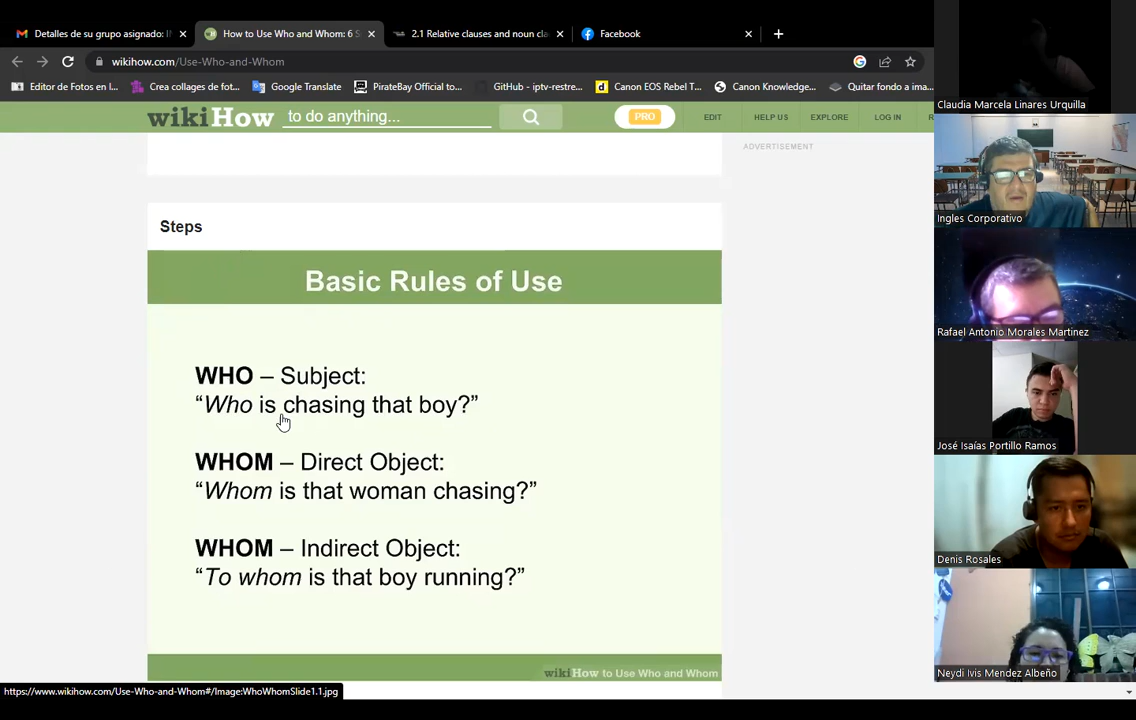 Detalles de su grupo asignado: I
How to Use Who and Whom: 6 S
2.1 Relative clauses and noun cla
Facebook
wikihow.com/Use-Who-and-Whom
Editor de Fotos en l...
Crea collages de fot...
Google Translate
PirateBay Official to...
GitHub - iptv-restre...
Canon EOS Rebel T...
Canon Knowledge...
Quitar fondo a ima...
wikiHow
to do anything...
PRO
EDIT
HELP US
EXPLORE
LOG IN
R
ADVERTISEMENT
Steps
Basic Rules of Use
WHO – Subject:
“Who is chasing that boy?”
WHOM – Direct Object:
“Whom is that woman chasing?”
WHOM – Indirect Object:
“To whom is that boy running?”
wikiHow to Use Who and Whom
https://www.wikihow.com/Use-Who-and-Whom#/Image:WhoWhomSlide1.1.jpg
Claudia Marcela Linares Urquilla
Ingles Corporativo
Rafael Antonio Morales Martinez
José Isaías Portillo Ramos
Denis Rosales
Neydi Ivis Mendez Albeño